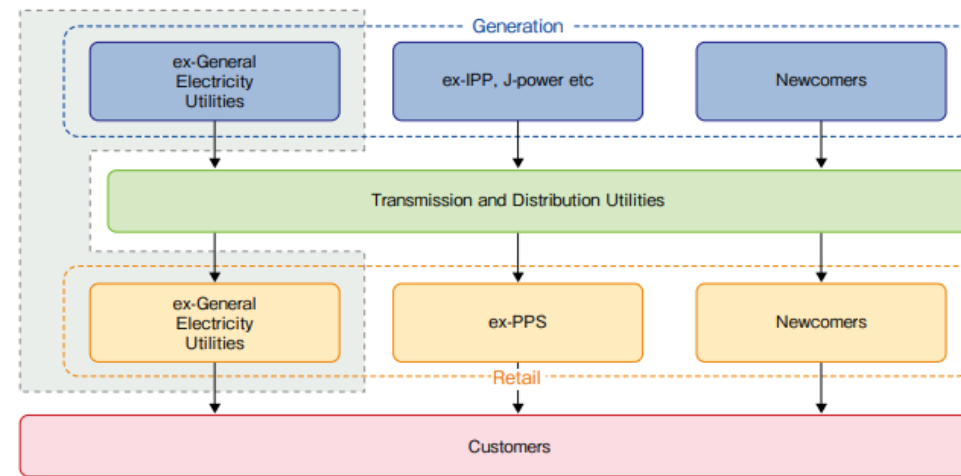 Generation
ex-General
Electricity
Utilities
ex-IPP, J-power etc
Newcomers
Transmission and Distribution Utilities
ex-General
Electricity
Utilities
ex-PPS
Newcomers
Retail
Customers